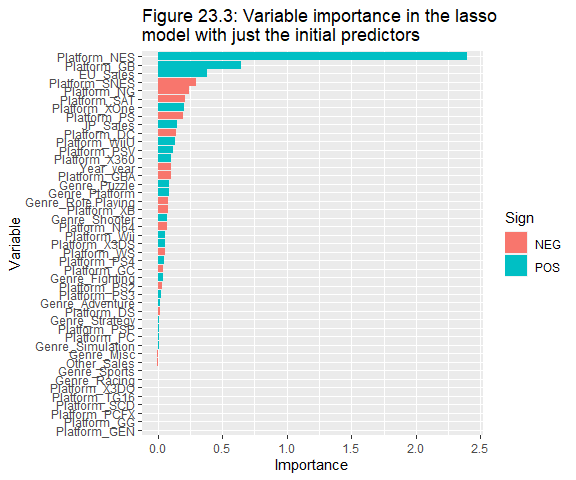 Figure 23.3: Variable importance in the lasso
model with just the initial predictors
Variable
Platform_NES
Platform_GB
EU_Sales
Platform_SNES
Platform_NG
Platform_SAT
Platform_XOne
Platform_PS
JP_Sales
Platform_DC
Platform_WiiU
Platform_PSV
Platform_X360
Year_year
Platform_GBA
Genre_Puzzle
Genre_Platform
Genre_Role.Playing
Platform_XB
Genre_Shooter
Platform_N64
Platform_Wii
Platform_X3DS
Platform_WS
Platform_PS4
Platform_GC
Genre_Fighting
Platform_PS2
Platform_PS3
Genre_Adventure
Platform_DS
Genre_Strategy
Platform_PSP
Platform_PC
Genre_Simulation
Genre_Misc
Other_Sales
Genre_Sports
Genre_Racing
Platform_X3DO
Platform_TG16
Platform_SCD
Platform_PCFX
Platform_GG
Platform_GEN
0.0 0.5 1.0 1.5 2.0 2.5
Importance
Sign
NEG
POS